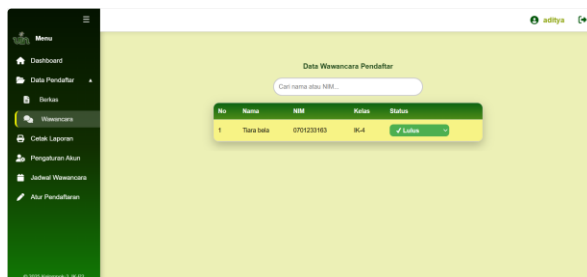 aditya
Menu
Dashboard
Data Pendaftar
Berkas
Wawancara
Cetak Laporan
Pengaturan Akun
Jadwal Wawancara
Atur Pendaftaran
Data Wawancara Pendaftar
Cari nama atau NIM...
No Nama NIM Kelas Status
1 Tiara bela 0701233163 IK-4 ✓ Lulus